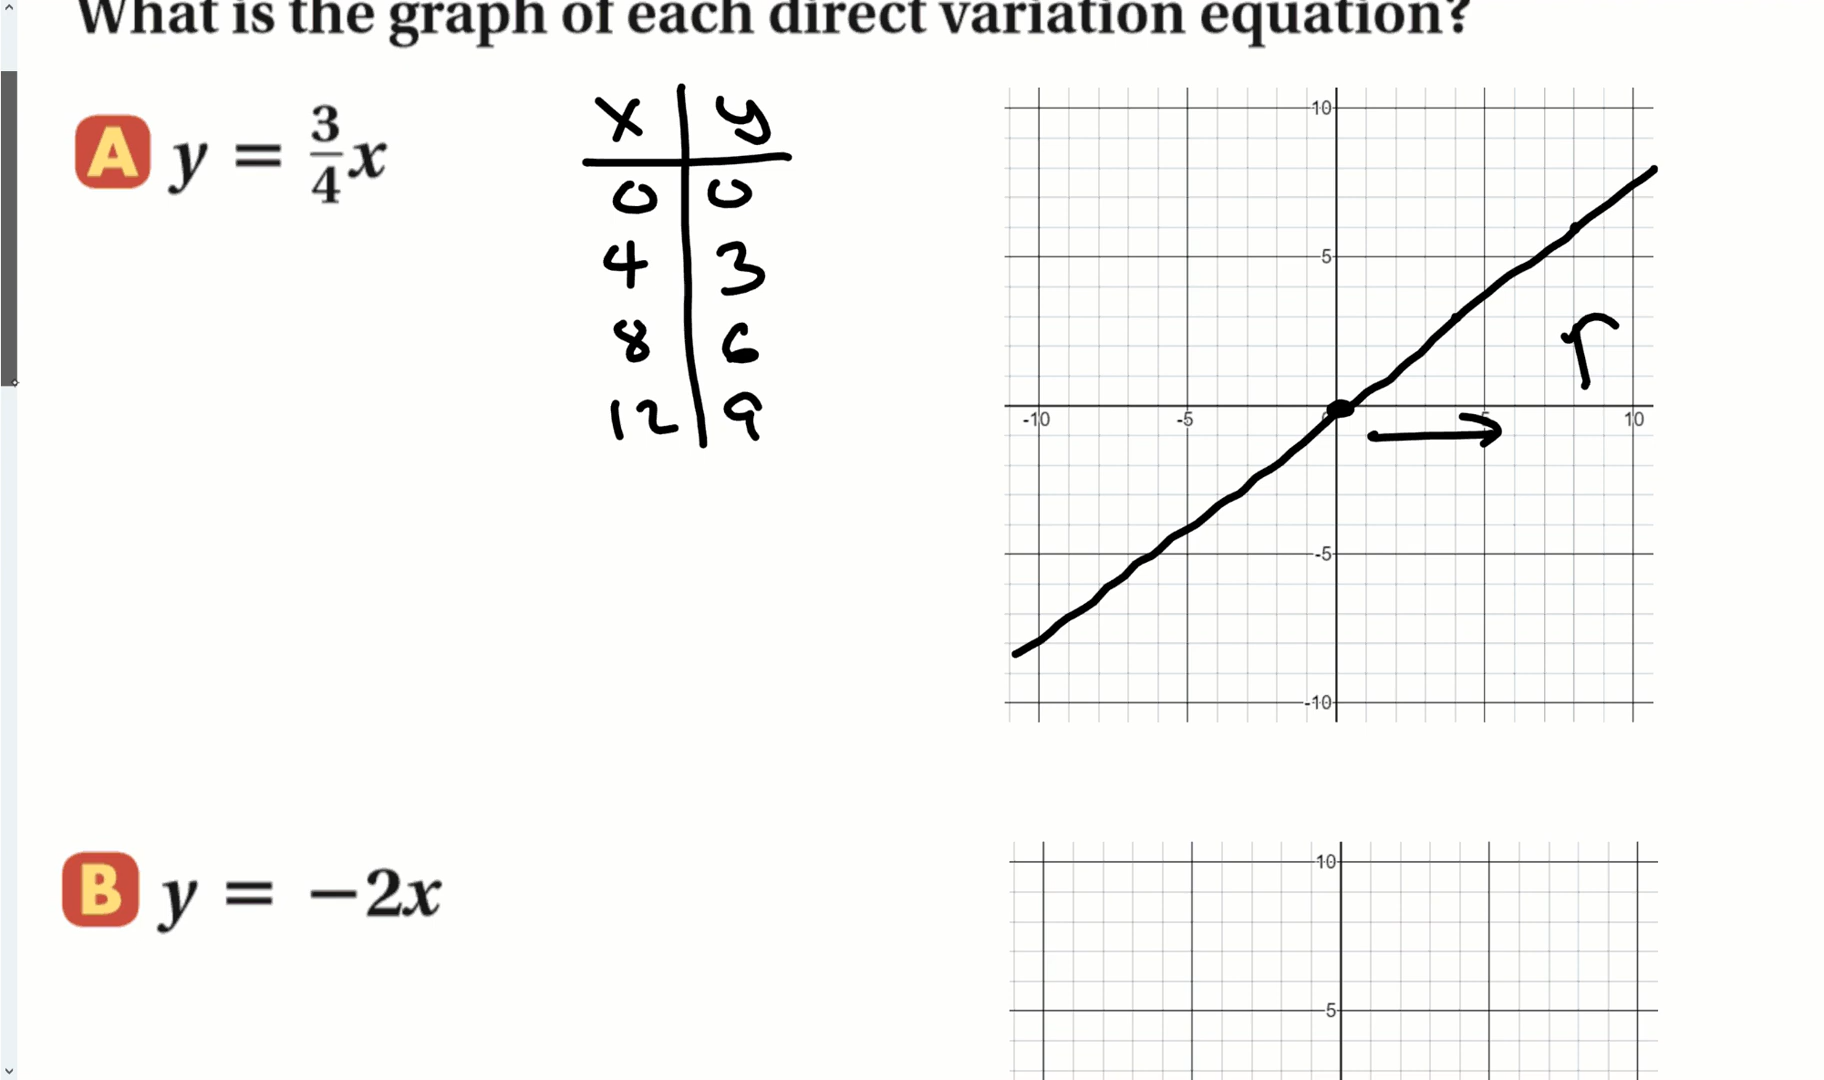 What is the graph of each direct variation equation?
A y = 3/4 x
x y
0 0
4 3
8 6
12 9
10
5
-10 -5 5 10
-5
-10
r
B y = −2x
10
5